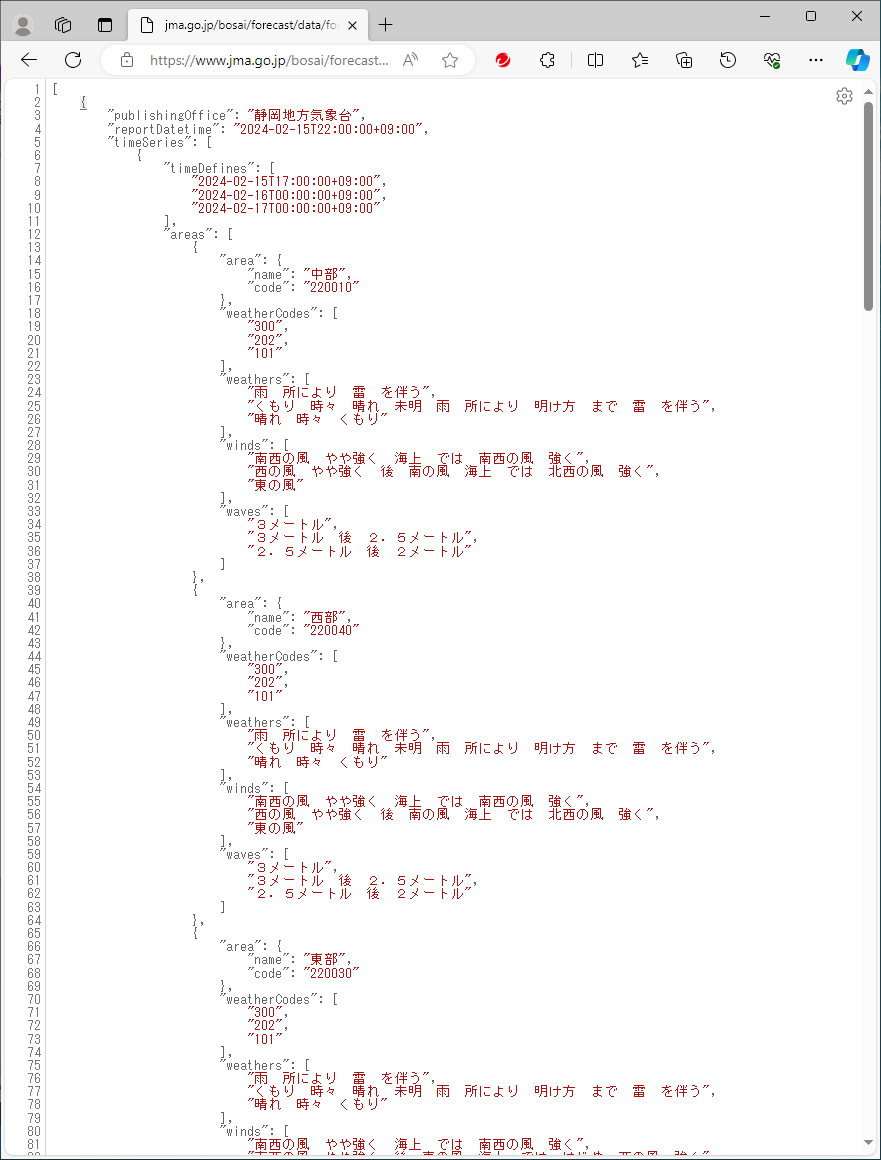 jma.go.jp/bosai/forecast/data/fo
https://www.jma.go.jp/bosai/forecast...
1 [
2     {
3         "publishingOffice": "静岡地方気象台",
4         "reportDatetime": "2024-02-15T22:00:00+09:00",
5         "timeSeries": [
6             {
7                 "timeDefines": [
8                     "2024-02-15T17:00:00+09:00",
9                     "2024-02-16T00:00:00+09:00",
10                     "2024-02-17T00:00:00+09:00"
11                 ],
12                 "areas": [
13                     {
14                         "area": {
15                             "name": "中部",
16                             "code": "220010"
17                         },
18                         "weatherCodes": [
19                             "300",
20                             "202",
21                             "101"
22                         ],
23                         "weathers": [
24                             "雨　所により　雷　を伴う",
25                             "くもり　時々　晴れ　未明　雨　所により　明け方　まで　雷　を伴う",
26                             "晴れ　時々　くもり"
27                         ],
28                         "winds": [
29                             "南西の風　やや強く　海上　では　南西の風　強く",
30                             "西の風　やや強く　後　南の風　海上　では　北西の風　強く",
31                             "東の風"
32                         ],
33                         "waves": [
34                             "３メートル",
35                             "３メートル　後　２．５メートル",
36                             "２．５メートル　後　２メートル"
37                         ]
38                     },
39                     {
40                         "area": {
41                             "name": "西部",
42                             "code": "220040"
43                         },
44                         "weatherCodes": [
45                             "300",
46                             "202",
47                             "101"
48                         ],
49                         "weathers": [
50                             "雨　所により　雷　を伴う",
51                             "くもり　時々　晴れ　未明　雨　所により　明け方　まで　雷　を伴う",
52                             "晴れ　時々　くもり"
53                         ],
54                         "winds": [
55                             "南西の風　やや強く　海上　では　南西の風　強く",
56                             "西の風　やや強く　後　南の風　海上　では　北西の風　強く",
57                             "東の風"
58                         ],
59                         "waves": [
60                             "３メートル",
61                             "３メートル　後　２．５メートル",
62                             "２．５メートル　後　２メートル"
63                         ]
64                     },
65                     {
66                         "area": {
67                             "name": "東部",
68                             "code": "220030"
69                         },
70                         "weatherCodes": [
71                             "300",
72                             "202",
73                             "101"
74                         ],
75                         "weathers": [
76                             "雨　所により　雷　を伴う",
77                             "くもり　時々　晴れ　未明　雨　所により　明け方　まで　雷　を伴う",
78                             "晴れ　時々　くもり"
79                         ],
80                         "winds": [
81                             "南西の風　やや強く　海上　では　南西の風　強く",